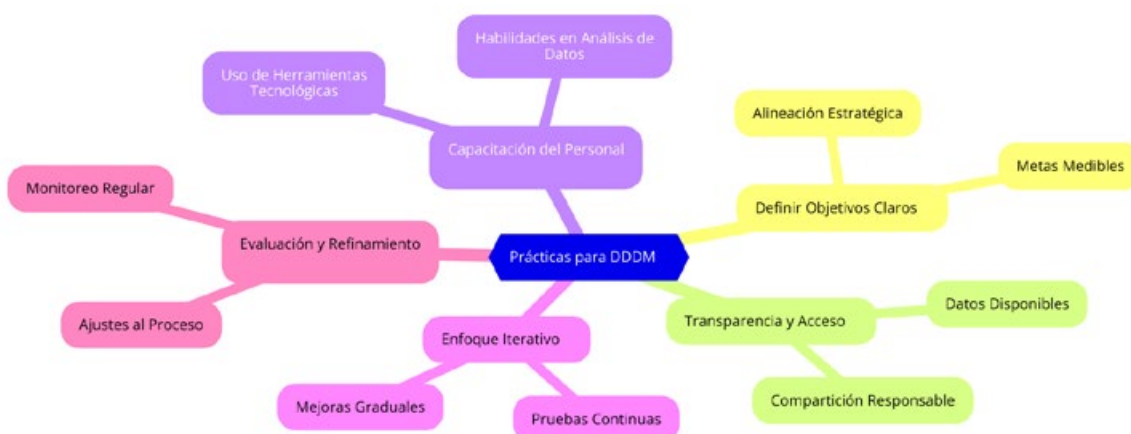 Habilidades en Análisis de
Datos
Uso de Herramientas
Tecnológicas
Capacitación del Personal
Alineación Estratégica
Metas Medibles
Definir Objetivos Claros
Monitoreo Regular
Evaluación y Refinamiento
Ajustes al Proceso
Prácticas para DDDM
Transparencia y Acceso
Datos Disponibles
Compartición Responsable
Enfoque Iterativo
Mejoras Graduales
Pruebas Continuas